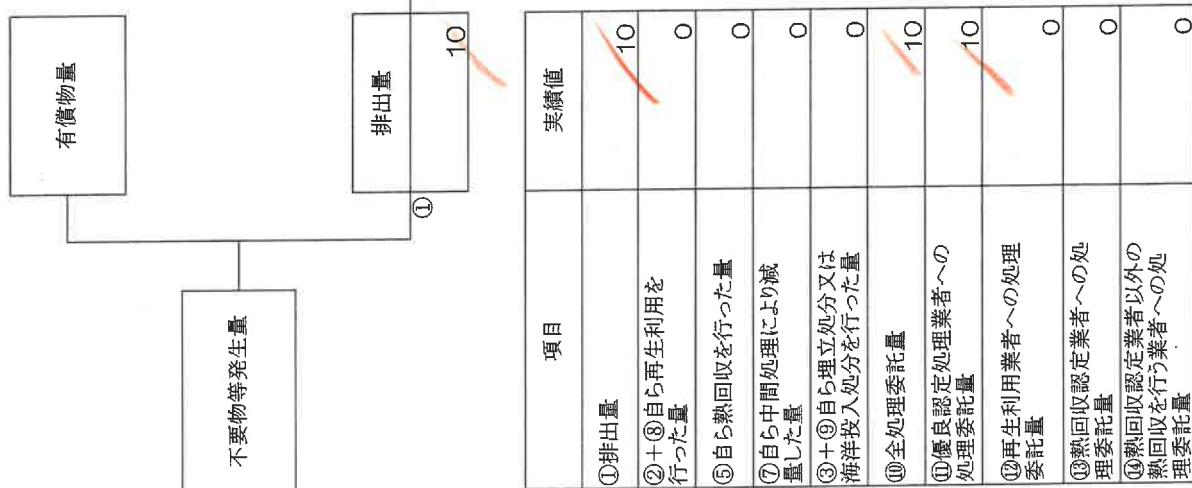 有償物量
不要物等発生量
排出量
①
10
項目
実績値
①排出量
10
②+⑧自ら再生利用を
行った量
0
⑤自ら熱回収を行った量
0
⑦自ら中間処理により減
量した量
0
③+⑨自ら埋立処分又は
海洋投入処分を行った量
0
⑩全処理委託量
10
⑪優良認定処理業者への
処理委託量
10
⑫再生利用業者への処理
委託量
0
⑬熱回収認定業者への処
理委託量
0
⑭熱回収認定業者以外の
熱回収を行う業者への処
理委託量
0